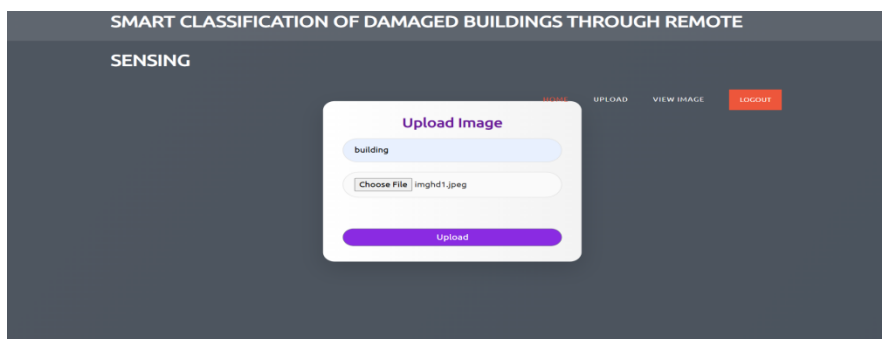 SMART CLASSIFICATION OF DAMAGED BUILDINGS THROUGH REMOTE
SENSING
HOME UPLOAD VIEW IMAGE LOGOUT
Upload Image
building
Choose File imghd1.jpeg
Upload